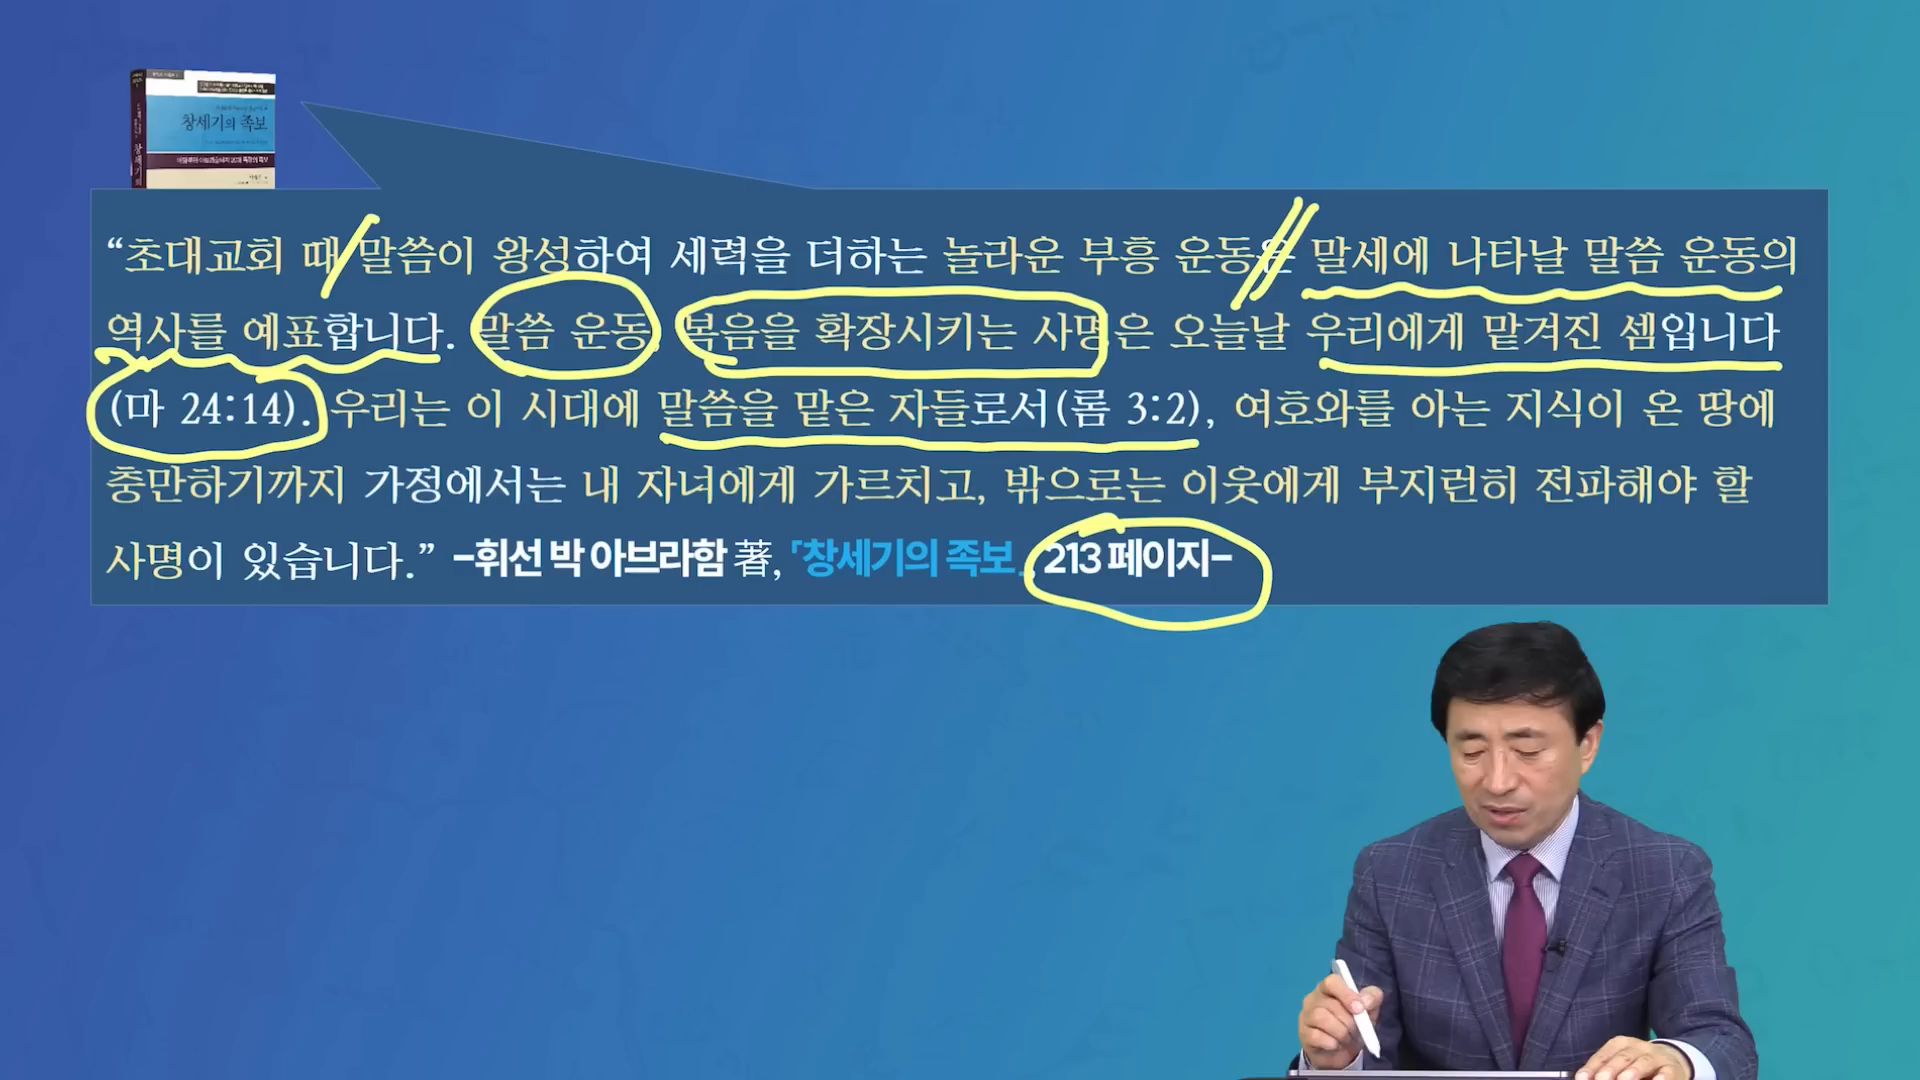 창세기의 족보
“초대교회 때 말씀이 왕성하여 세력을 더하는 놀라운 부흥 운동은 말세에 나타날 말씀 운동의
역사를 예표합니다. 말씀 운동, 복음을 확장시키는 사명은 오늘날 우리에게 맡겨진 셈입니다
(마 24:14). 우리는 이 시대에 말씀을 맡은 자들로서(롬 3:2), 여호와를 아는 지식이 온 땅에
충만하기까지 가정에서는 내 자녀에게 가르치고, 밖으로는 이웃에게 부지런히 전파해야 할
사명이 있습니다.” -휘선 박 아브라함 著, 「창세기의 족보」, 213 페이지-